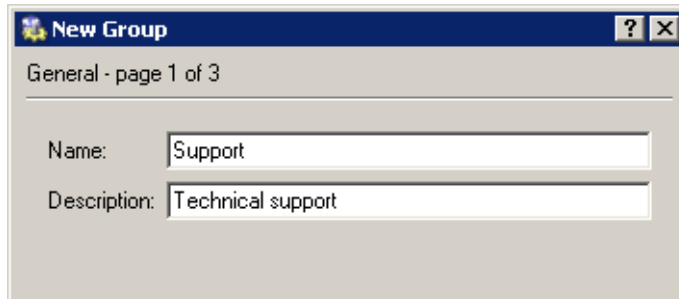 New Group
General - page 1 of 3
Name: Support
Description: Technical support